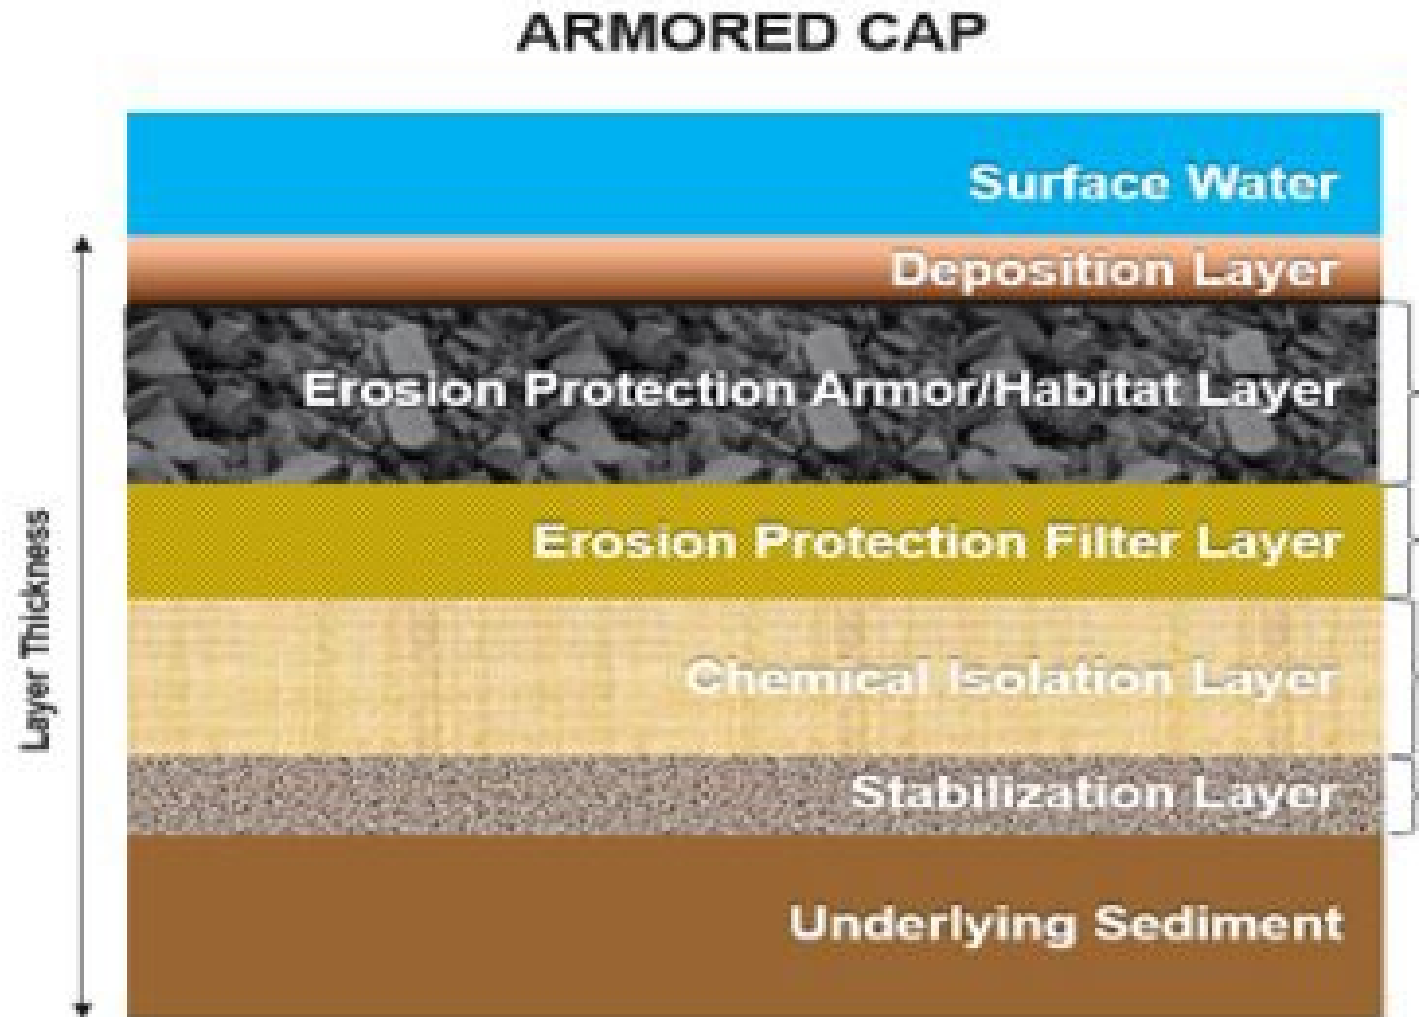 ARMORED CAP
Surface Water
Deposition Layer
Erosion Protection Armor/Habitat Layer
Erosion Protection Filter Layer
Chemical Isolation Layer
Stabilization Layer
Underlying Sediment
Layer Thickness